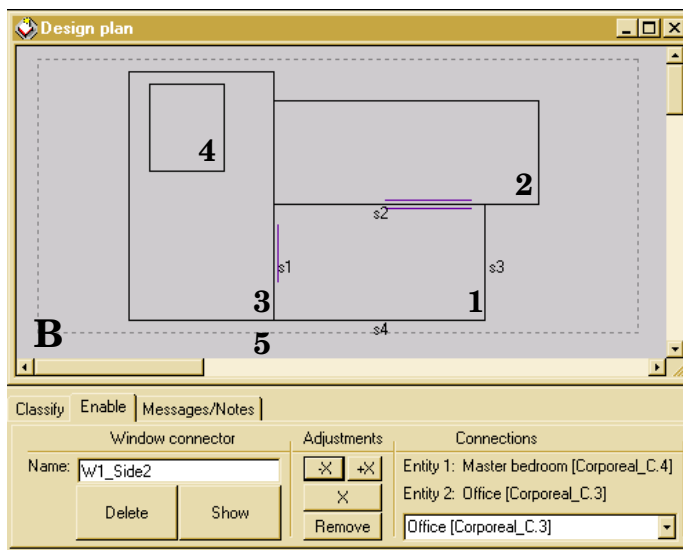 Design plan
4
2
s2
s1
s3
3
1
B
5
s4
Classify
Enable
Messages/Notes
Window connector
Adjustments
Connections
Name: W1_Side2
-X
+X
Entity 1: Master bedroom [Corporeal_C.4]
X
Entity 2: Office [Corporeal_C.3]
Delete
Show
Remove
Office [Corporeal_C.3]